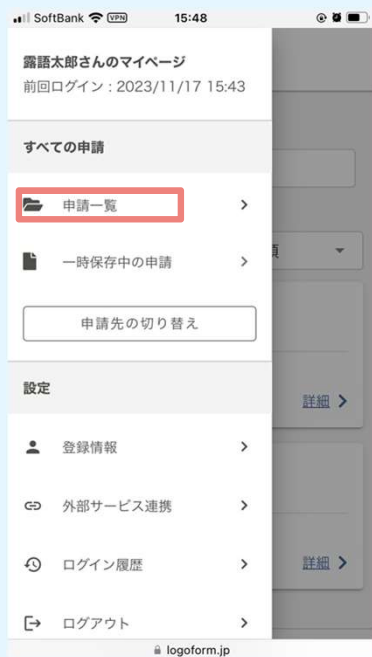 SoftBank VPN 15:48
露語太郎さんのマイページ
前回ログイン：2023/11/17 15:43
すべての申請
申請一覧
一時保存中の申請
申請先の切り替え
設定
登録情報
外部サービス連携
ログイン履歴
ログアウト
詳細
詳細
logoform.jp